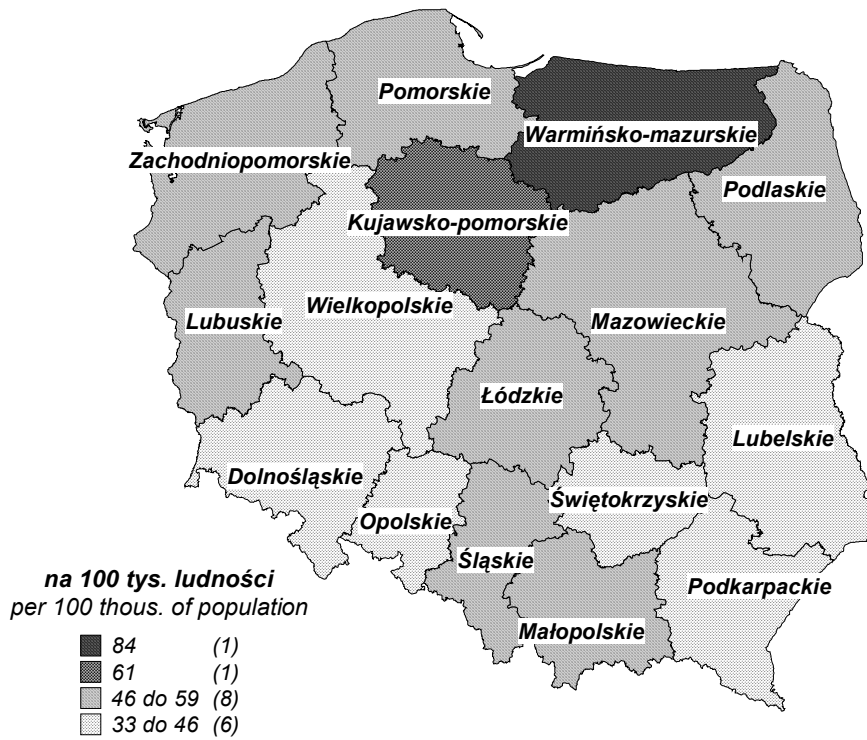 Pomorskie
Warmińsko-mazurskie
Zachodniopomorskie
Podlaskie
Kujawsko-pomorskie
Wielkopolskie
Lubuskie
Mazowieckie
Łódzkie
Lubelskie
Dolnośląskie
Świętokrzyskie
Opolskie
Śląskie
Podkarpackie
Małopolskie
na 100 tys. ludności
per 100 thous. of population
84 (1)
61 (1)
46 do 59 (8)
33 do 46 (6)